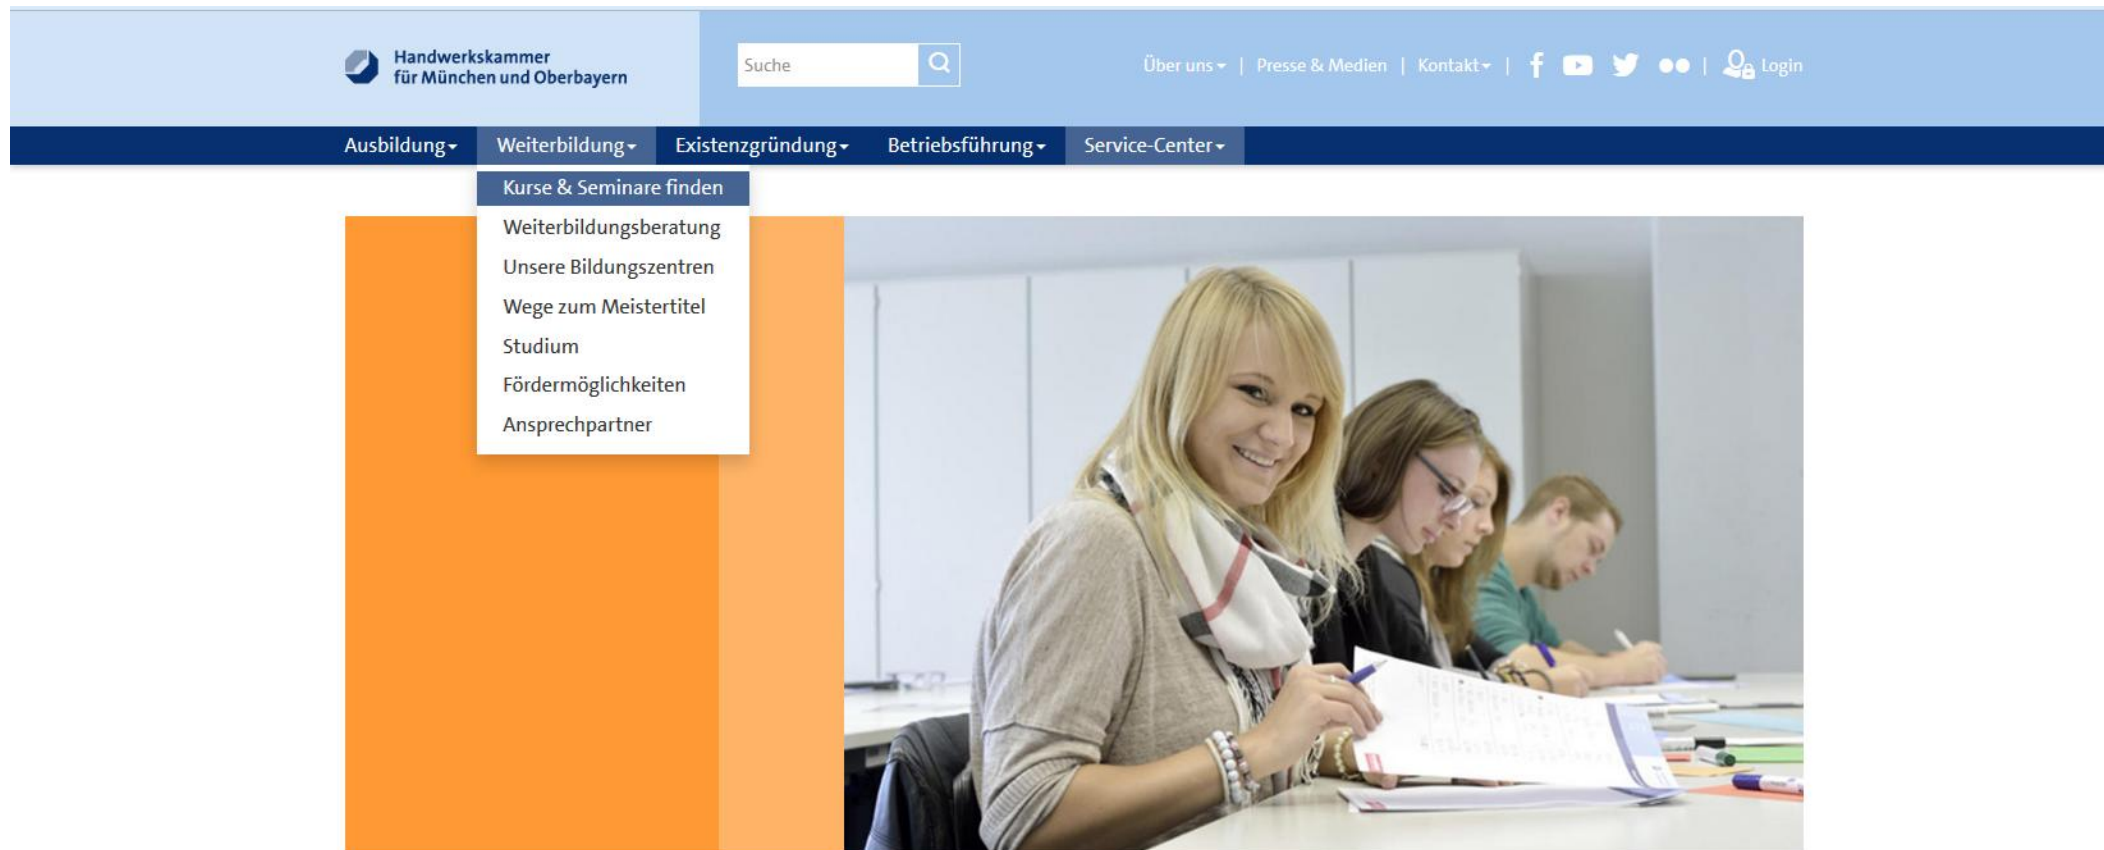 Handwerkskammer
für München und Oberbayern
Suche
Über uns | Presse & Medien | Kontakt | Login
Ausbildung Weiterbildung Existenzgründung Betriebsführung Service-Center
Kurse & Seminare finden
Weiterbildungsberatung
Unsere Bildungszentren
Wege zum Meistertitel
Studium
Fördermöglichkeiten
Ansprechpartner